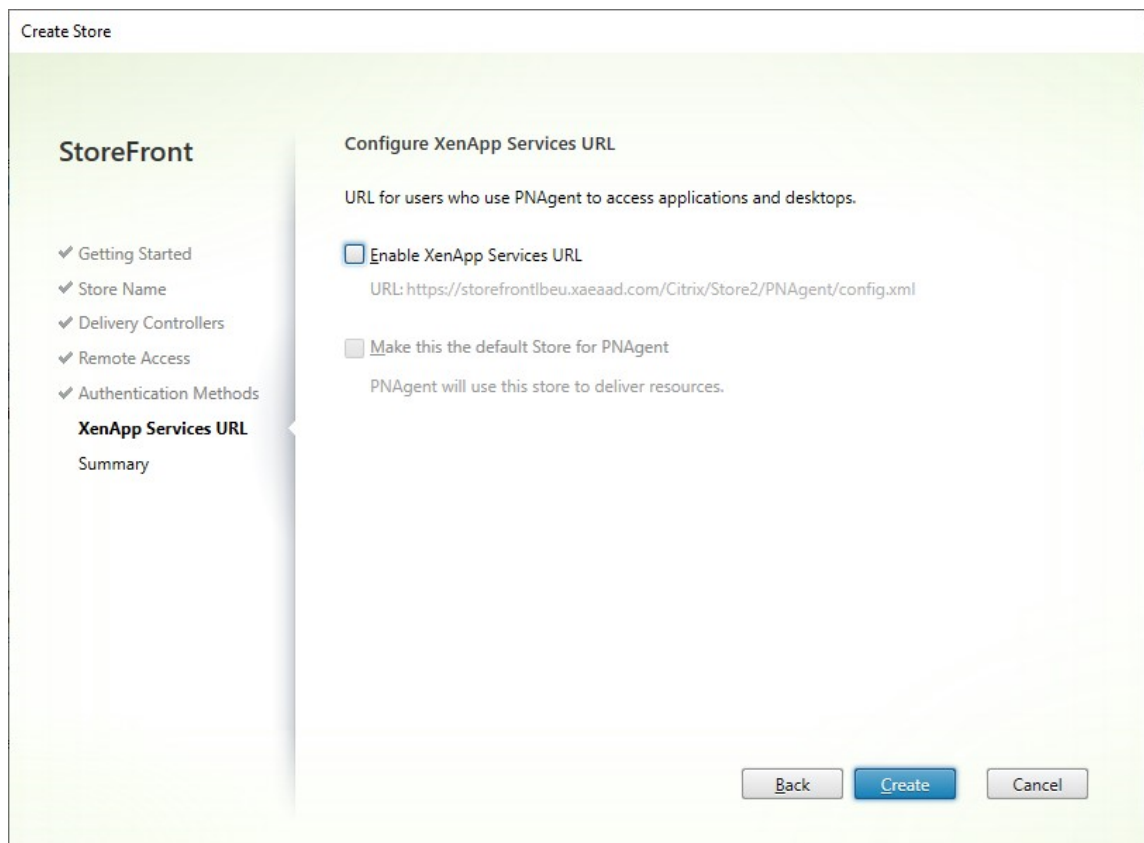 Create Store
StoreFront
Getting Started
Store Name
Delivery Controllers
Remote Access
Authentication Methods
XenApp Services URL
Summary
Configure XenApp Services URL
URL for users who use PNAgent to access applications and desktops.
Enable XenApp Services URL
URL: https://storefrontlbeu.xaeaad.com/Citrix/Store2/PNAgent/config.xml
Make this the default Store for PNAgent
PNAgent will use this store to deliver resources.
Back
Create
Cancel